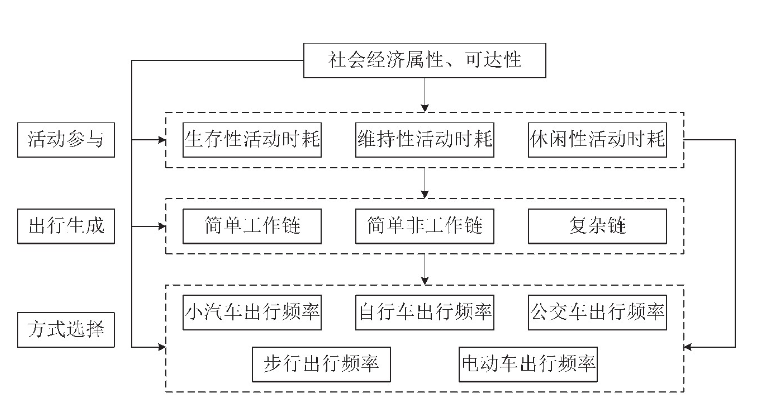 社会经济属性、可达性
活动参与
生存性活动时耗
维持性活动时耗
休闲性活动时耗
出行生成
简单工作链
简单非工作链
复杂链
方式选择
小汽车出行频率
自行车出行频率
公交车出行频率
步行出行频率
电动车出行频率